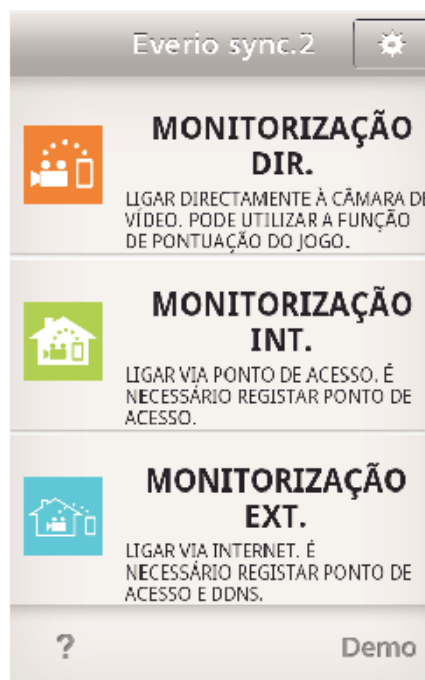 Everio sync.2
MONITORIZAÇÃO
DIR.
LIGAR DIRECTAMENTE À CÂMARA DE
VÍDEO. PODE UTILIZAR A FUNÇÃO
DE PONTUAÇÃO DO JOGO.
MONITORIZAÇÃO
INT.
LIGAR VIA PONTO DE ACESSO. É
NECESSÁRIO REGISTAR PONTO DE
ACESSO.
MONITORIZAÇÃO
EXT.
LIGAR VIA INTERNET. É
NECESSÁRIO REGISTAR PONTO DE
ACESSO E DDNS.
? Demo